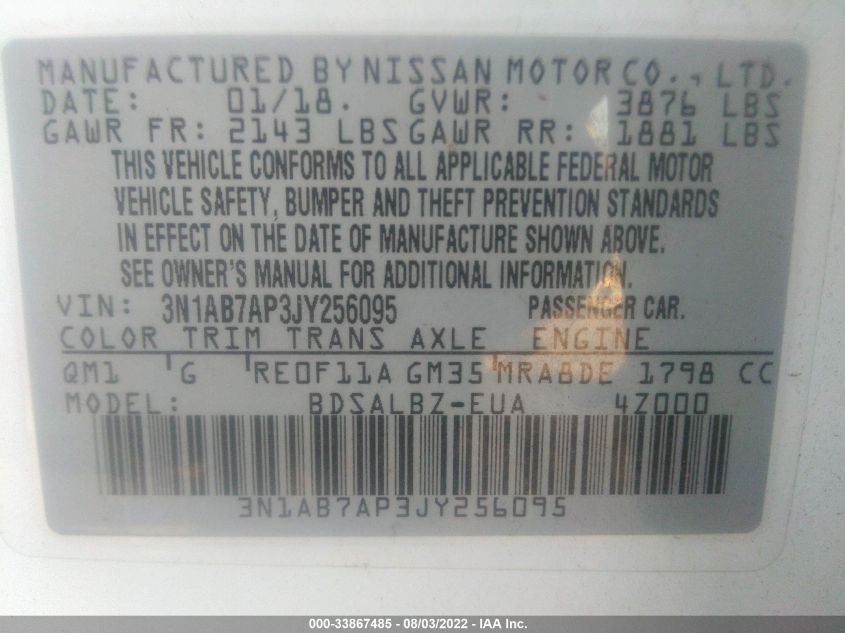 MANUFACTURED BY NISSAN MOTOR CO., LTD.
DATE: 01/18. GVWR: 3876 LBS
GAWR FR: 2143 LBS GAWR RR: 1881 LBS
THIS VEHICLE CONFORMS TO ALL APPLICABLE FEDERAL MOTOR
VEHICLE SAFETY, BUMPER AND THEFT PREVENTION STANDARDS
IN EFFECT ON THE DATE OF MANUFACTURE SHOWN ABOVE.
SEE OWNER'S MANUAL FOR ADDITIONAL INFORMATION.
VIN: 3N1AB7AP3JY256095 PASSENGER CAR.
COLOR TRIM TRANS AXLE ENGINE
QM1 G RE0F11A GM35 MRA8DE 1798 CC
MODEL: BDSALBZ-EUA 4Z000
3N1AB7AP3JY256095
000-33867485 - 08/03/2022 - IAA Inc.